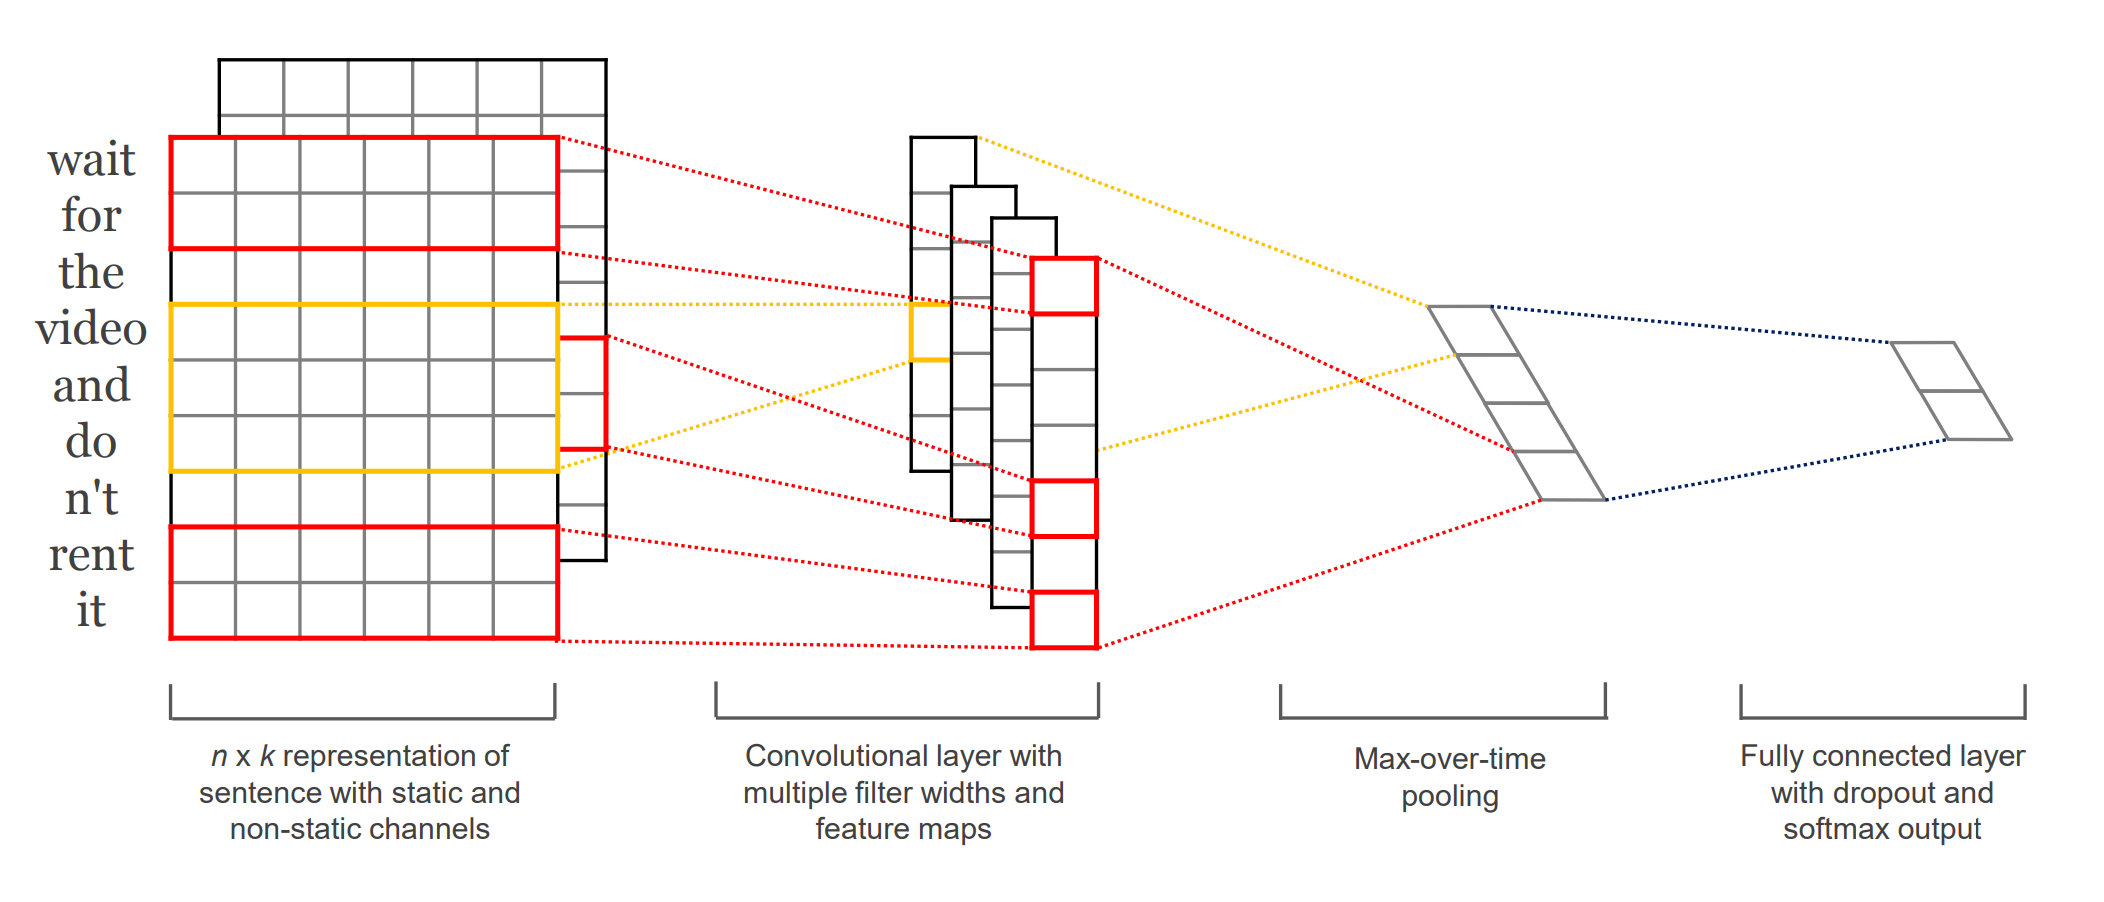 wait
for
the
video
and
do
n't
rent
it
n x k representation of
sentence with static and
non-static channels
Convolutional layer with
multiple filter widths and
feature maps
Max-over-time
pooling
Fully connected layer
with dropout and
softmax output